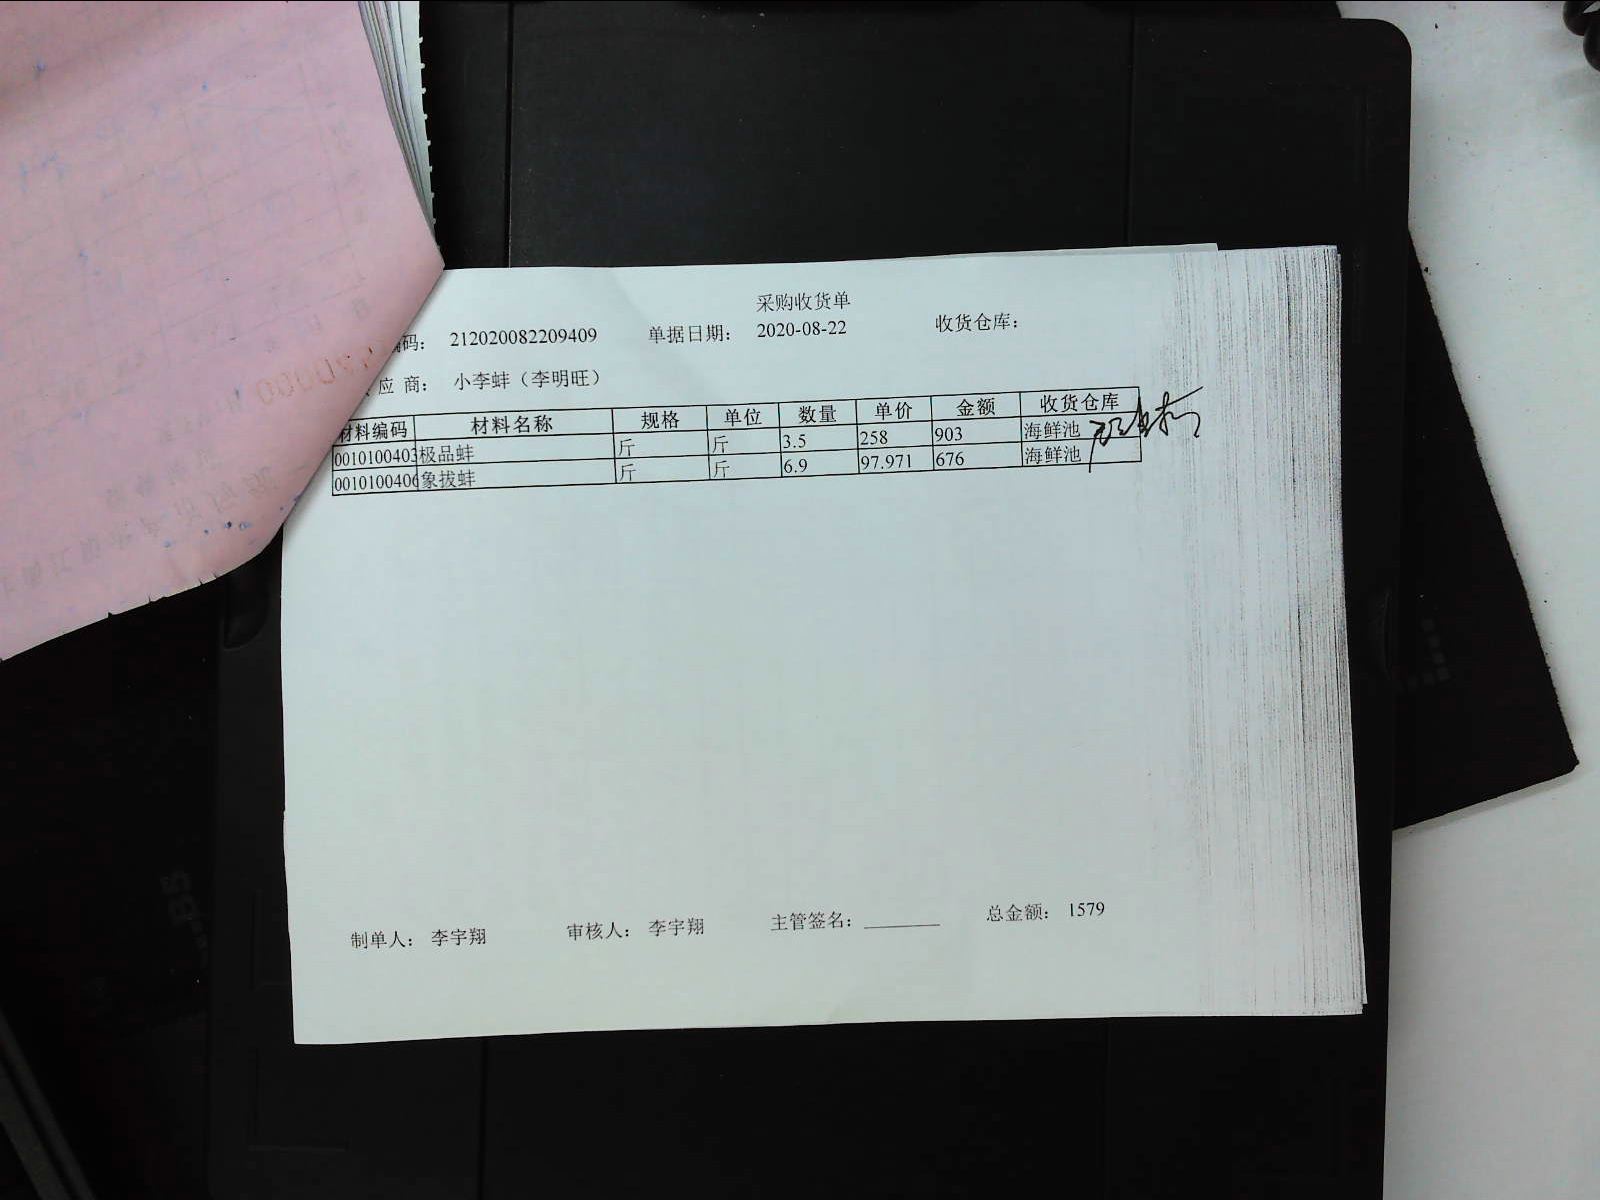 采购收货单
编码： 212020082209409 单据日期： 2020-08-22 收货仓库：
应 商： 小李蚌（李明旺）
材料编码 材料名称 规格 单位 数量 单价 金额 收货仓库
0010100403 极品蚌 斤 斤 3.5 258 903 海鲜池
0010100406 象拔蚌 斤 斤 6.9 97.971 676 海鲜池
制单人： 李宇翔 审核人： 李宇翔 主管签名： 总金额： 1579